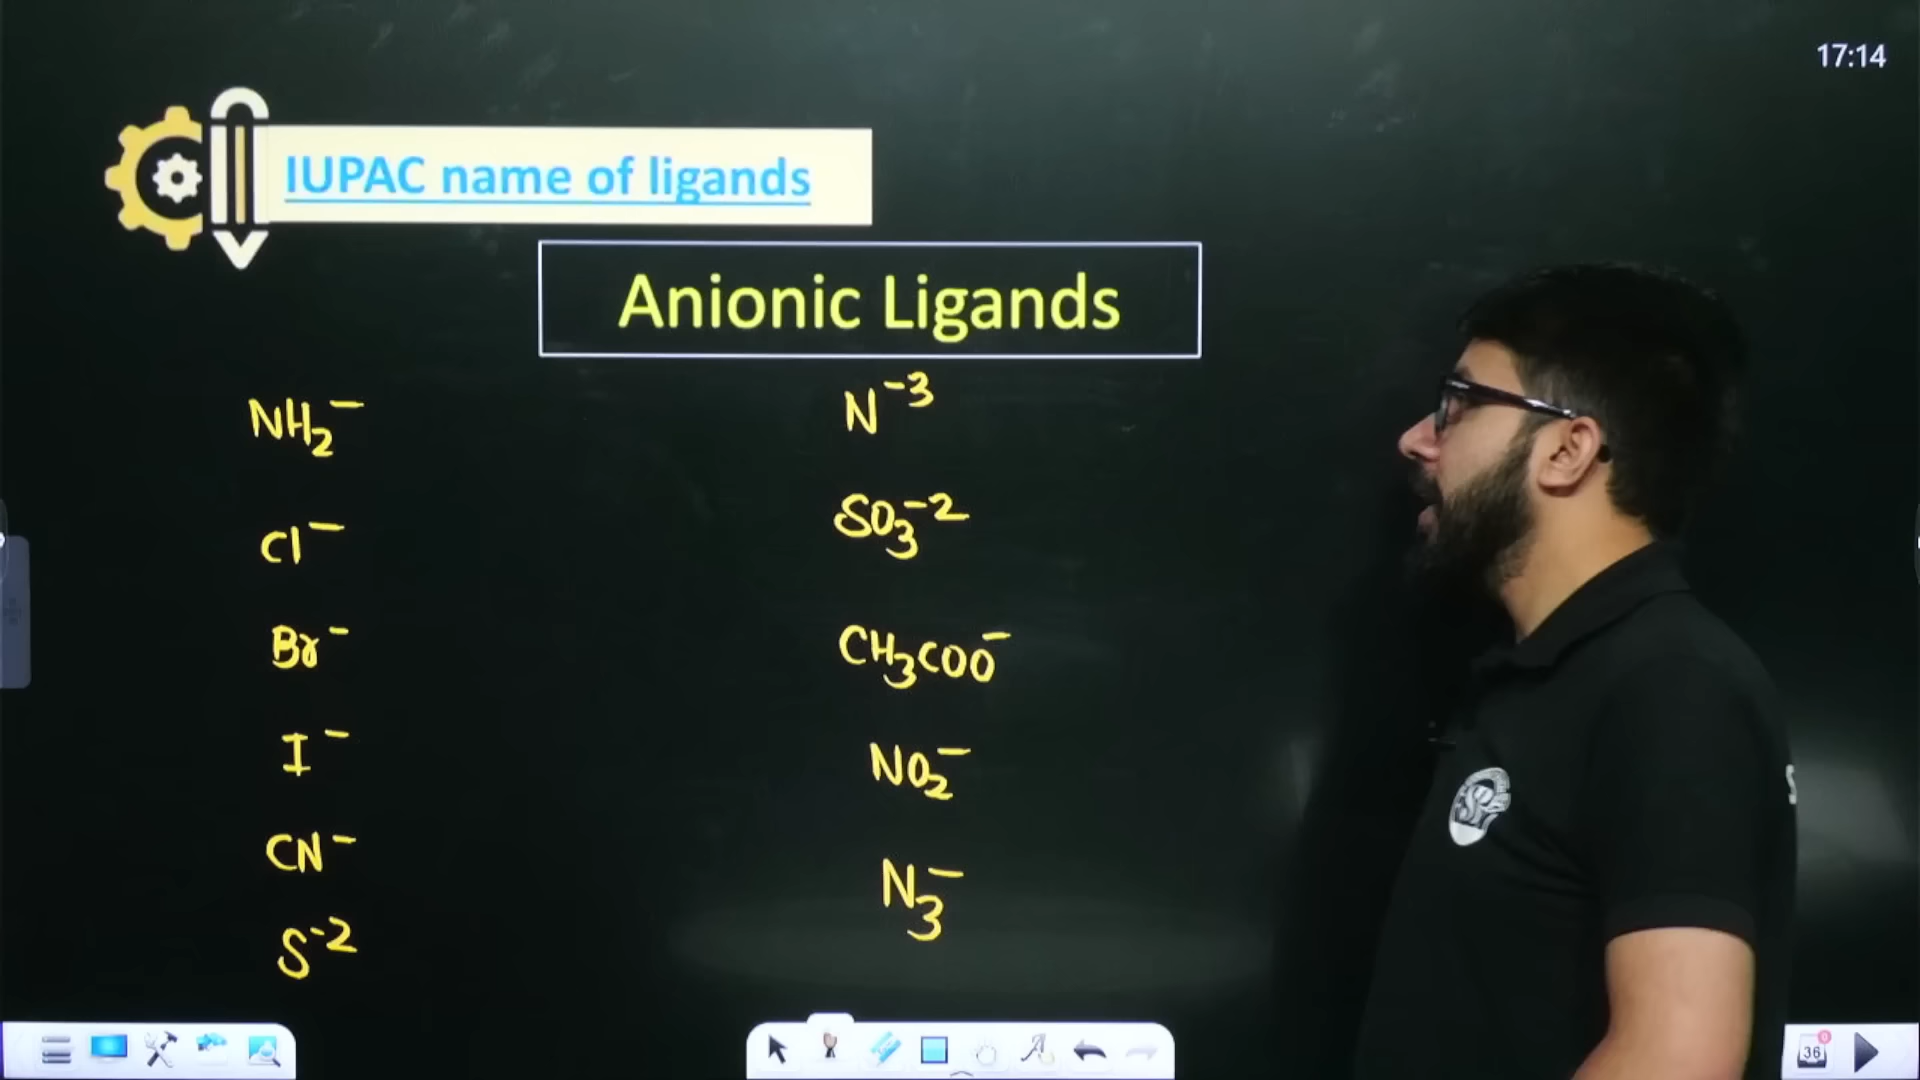 17:14
IUPAC name of ligands
Anionic Ligands
NH₂⁻
Cl⁻
Br⁻
I⁻
CN⁻
S⁻²
N⁻³
SO₃⁻²
CH₃COO⁻
NO₂⁻
N₃⁻
36